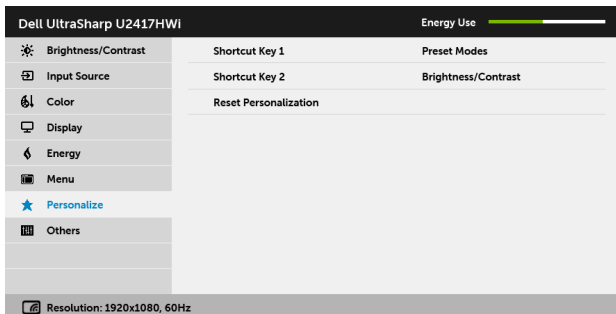 Dell UltraSharp U2417HWi
Energy Use
Brightness/Contrast
Shortcut Key 1
Preset Modes
Input Source
Shortcut Key 2
Brightness/Contrast
Color
Reset Personalization
Display
Energy
Menu
Personalize
Others
Resolution: 1920x1080, 60Hz